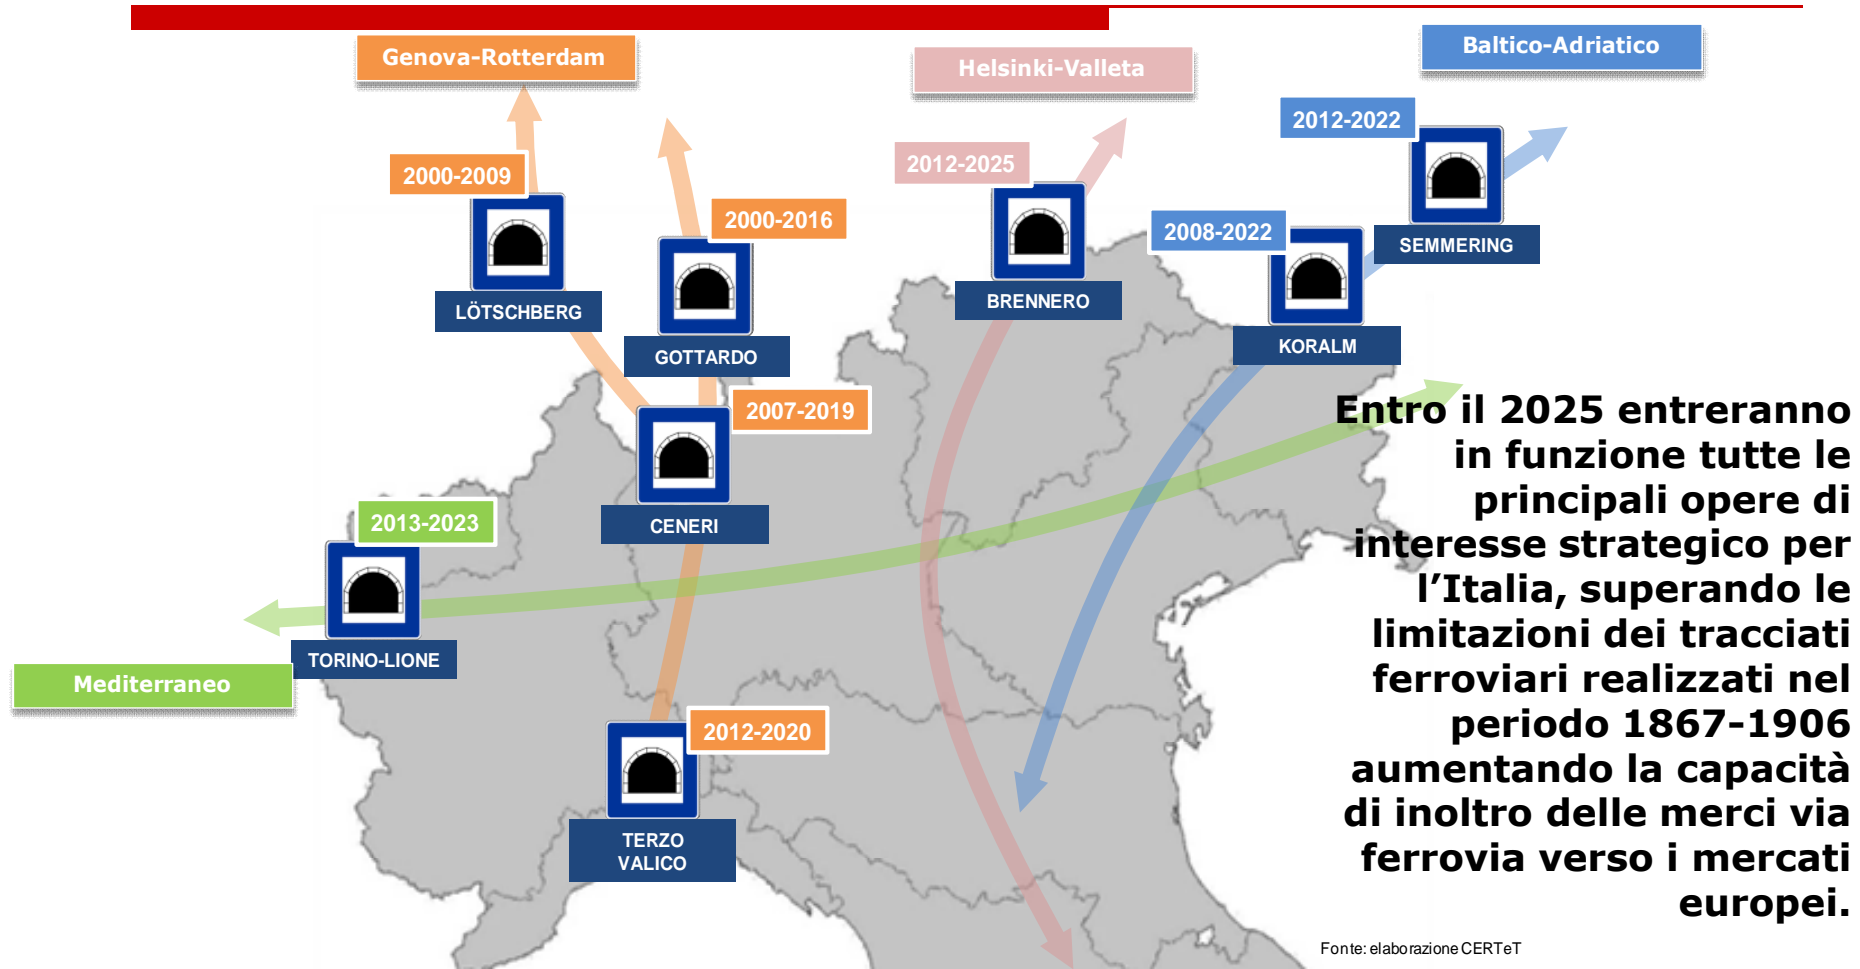 Genova-Rotterdam
Helsinki-Valleta
Baltico-Adriatico
2012-2022
2000-2009
2012-2025
2000-2016
2008-2022
SEMMERING
LÖTSCHBERG
BRENNERO
GOTTARDO
KORALM
2007-2019
CENERI
2013-2023
TORINO-LIONE
Mediterraneo
2012-2020
TERZO
VALICO
Entro il 2025 entreranno
in funzione tutte le
principali opere di
interesse strategico per
l’Italia, superando le
limitazioni dei tracciati
ferroviari realizzati nel
periodo 1867-1906
aumentando la capacità
di inoltro delle merci via
ferrovia verso i mercati
europei.
Fonte: elaborazione CERTeT